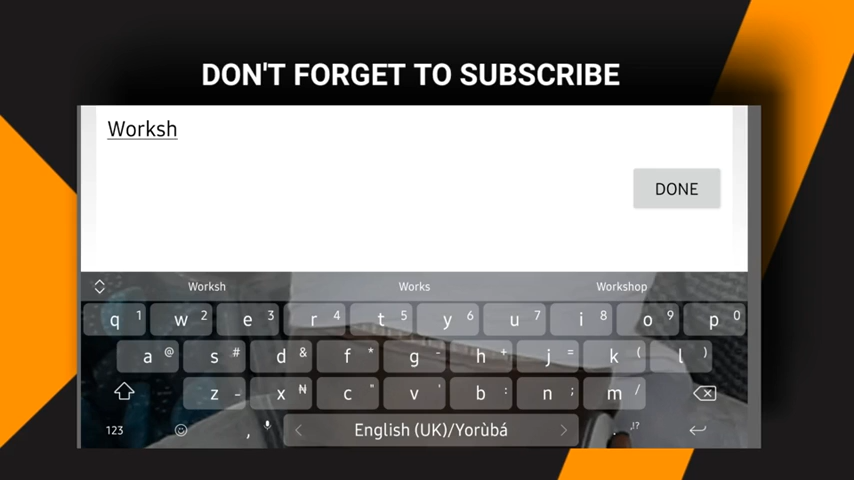 DON'T FORGET TO SUBSCRIBE
Worksh
DONE
Worksh Works Workshop
q 1 w 2 e 3 r 4 t 5 y 6 u 7 i 8 o 9 p 0
a @ s # d & f * g - h + j = k ( l )
z _ x ₦ c " v ' b : n ; m /
123 , < English (UK)/Yorùbá > . ,!?